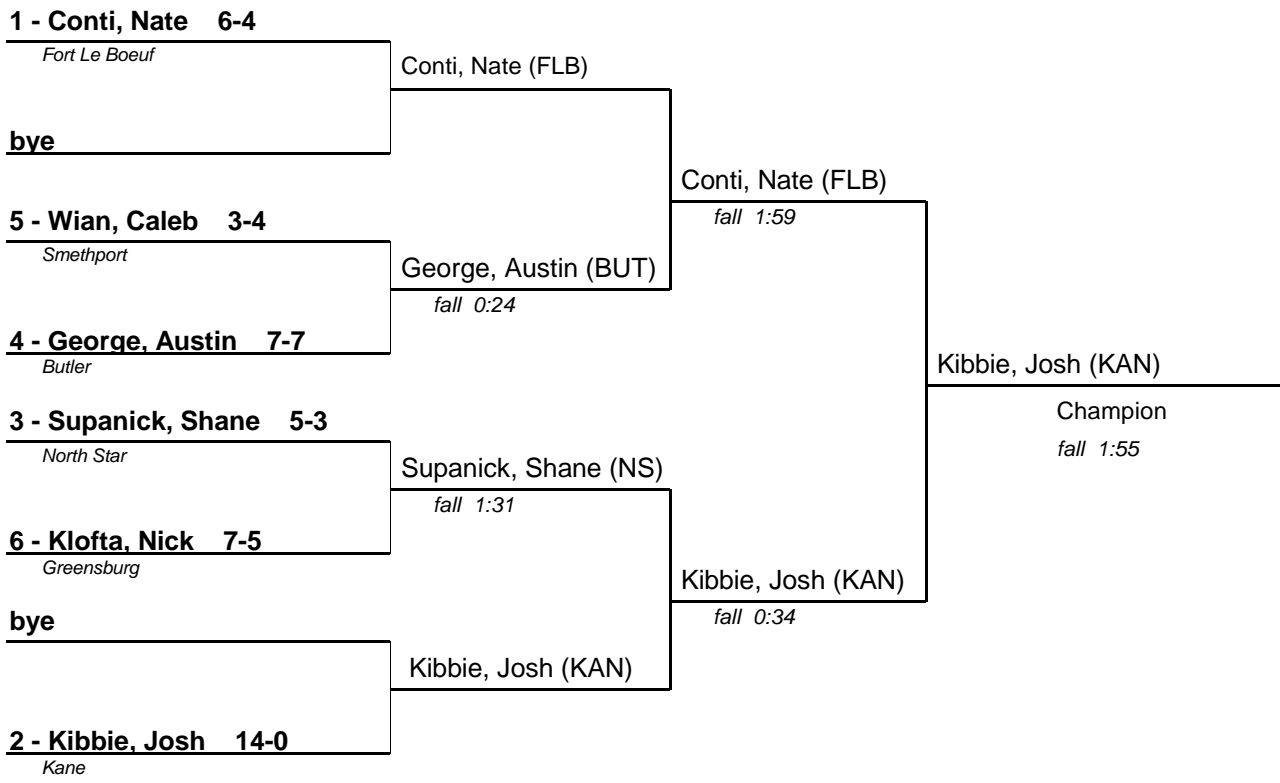 1 - Conti, Nate 6-4
Fort Le Boeuf
Conti, Nate (FLB)
bye
Conti, Nate (FLB)
fall 1:59
5 - Wian, Caleb 3-4
Smethport
George, Austin (BUT)
fall 0:24
4 - George, Austin 7-7
Butler
Kibbie, Josh (KAN)
Champion
fall 1:55
3 - Supanick, Shane 5-3
North Star
Supanick, Shane (NS)
fall 1:31
6 - Klofta, Nick 7-5
Greensburg
Kibbie, Josh (KAN)
fall 0:34
bye
Kibbie, Josh (KAN)
2 - Kibbie, Josh 14-0
Kane